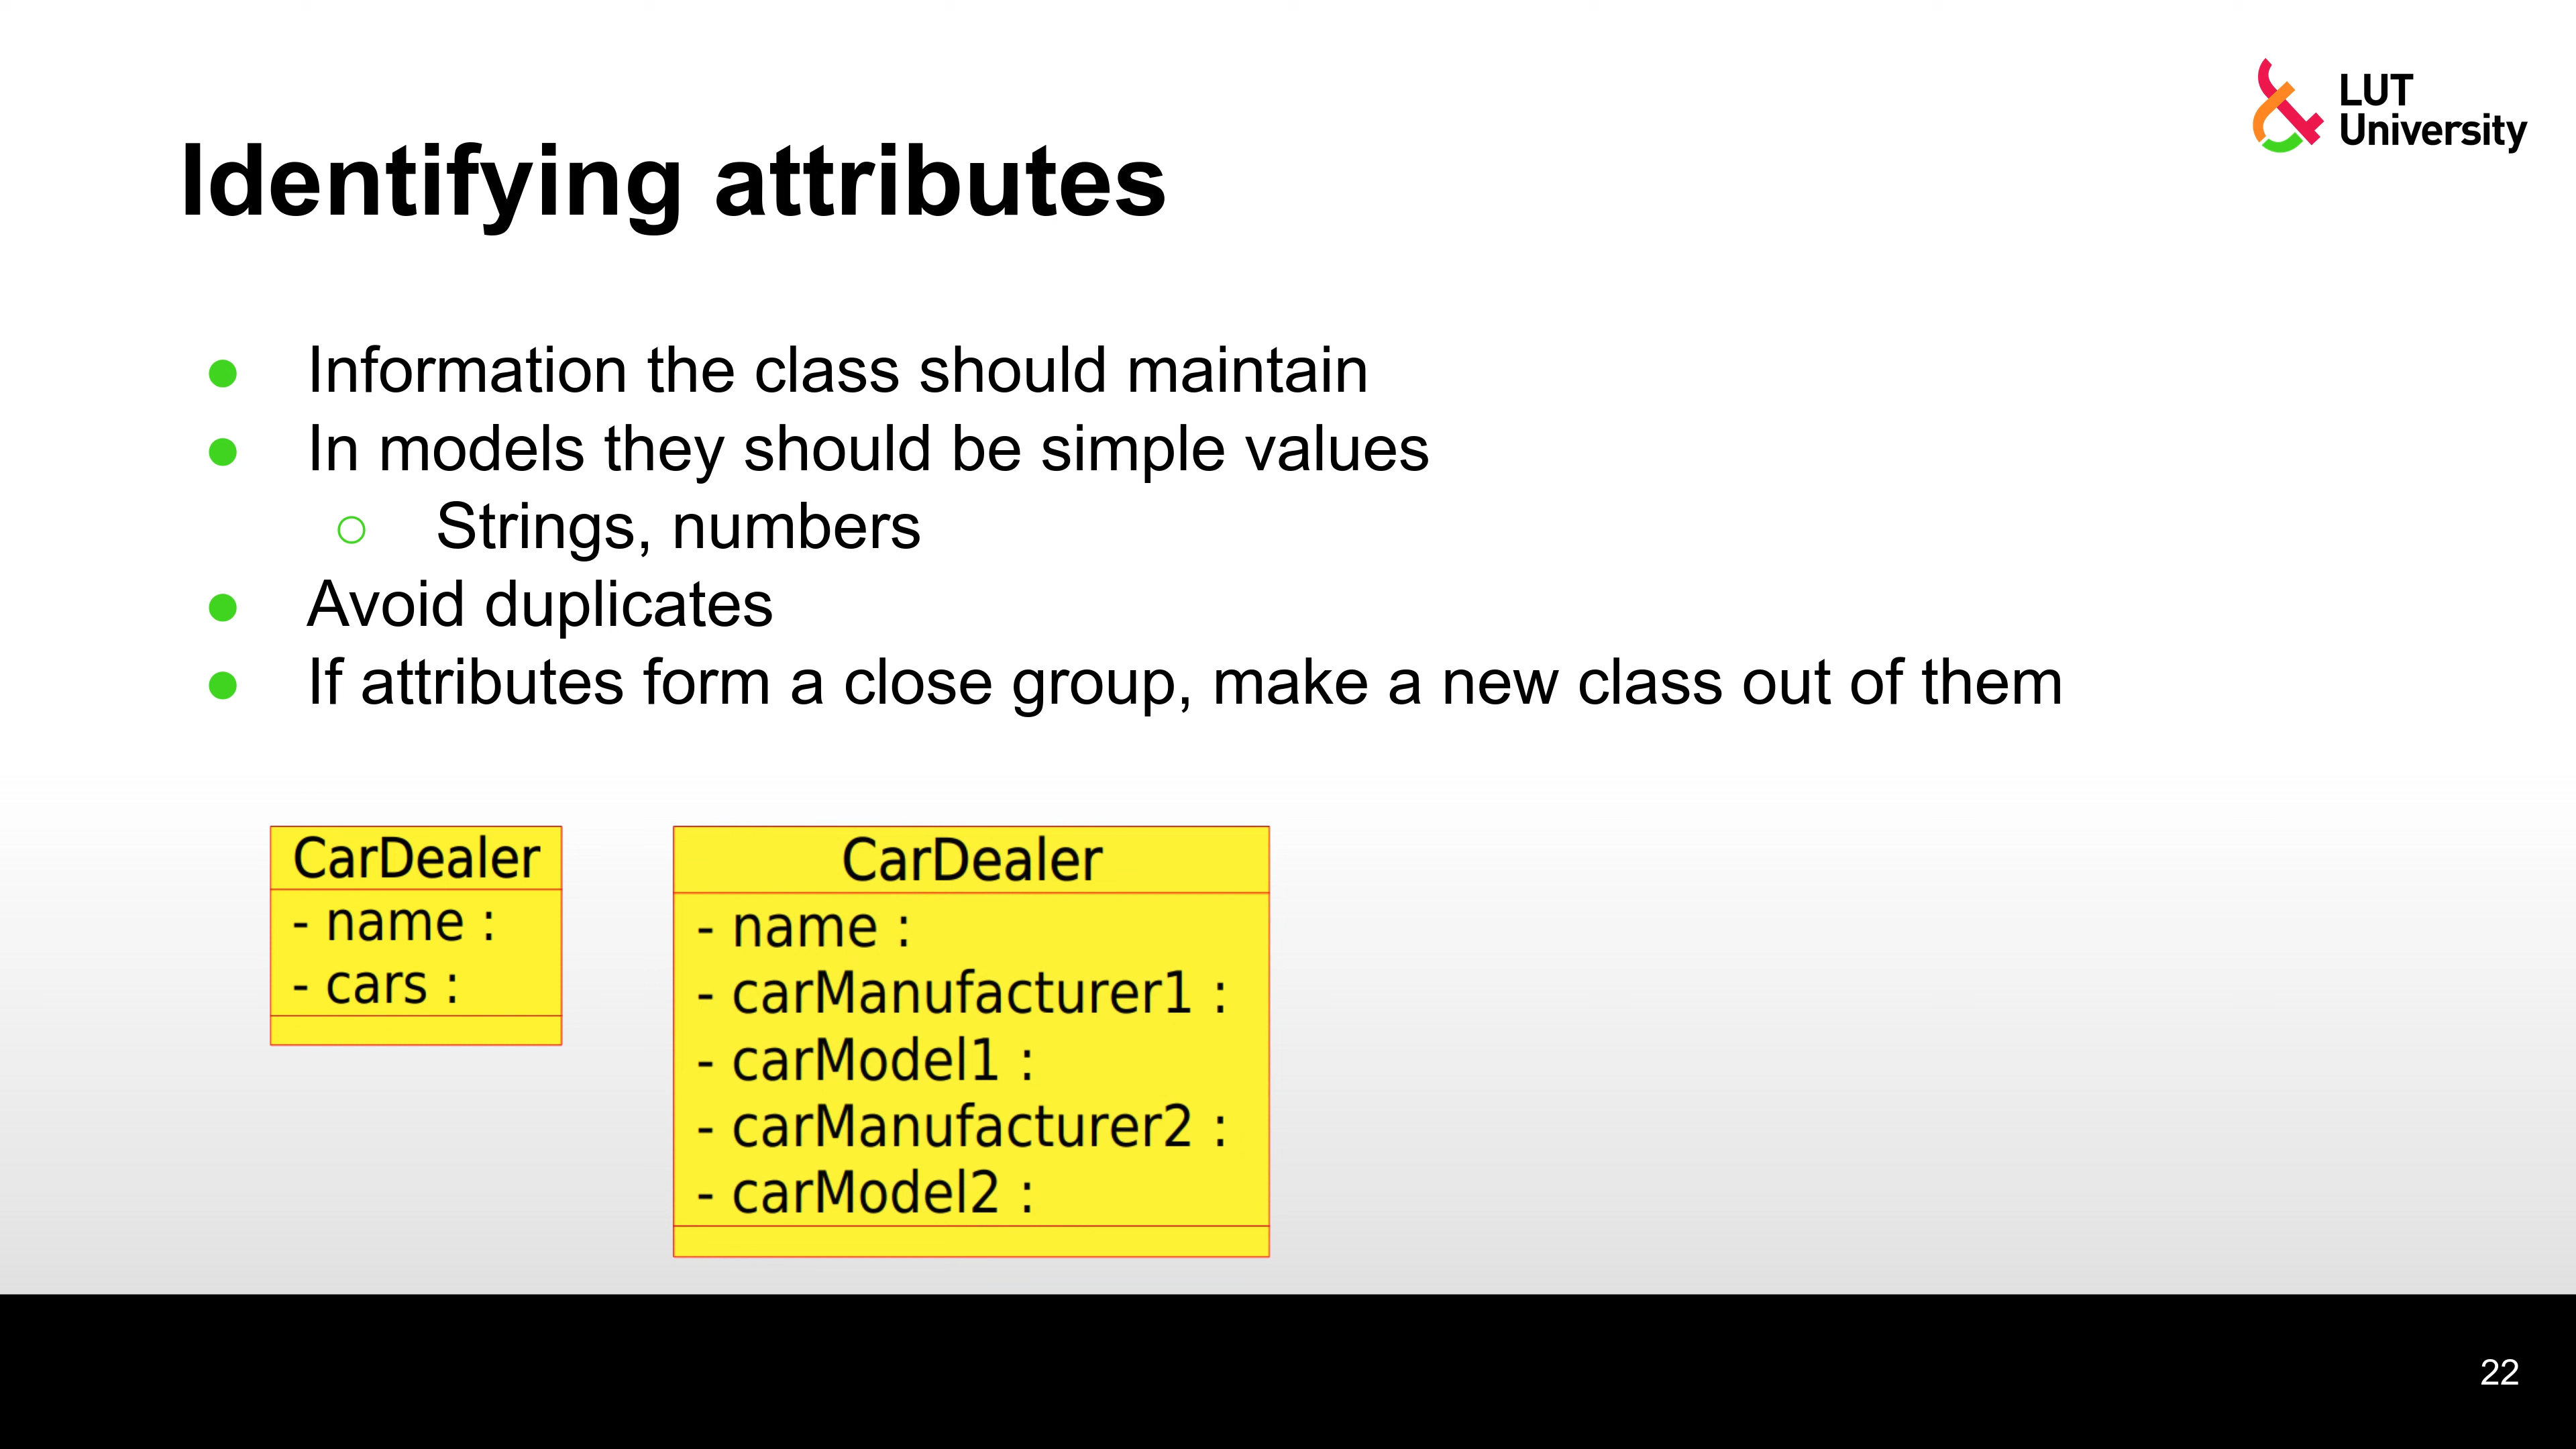 LUT
University
Identifying attributes
● Information the class should maintain
● In models they should be simple values
○ Strings, numbers
● Avoid duplicates
● If attributes form a close group, make a new class out of them
CarDealer
- name :
- cars :
CarDealer
- name :
- carManufacturer1 :
- carModel1 :
- carManufacturer2 :
- carModel2 :
22